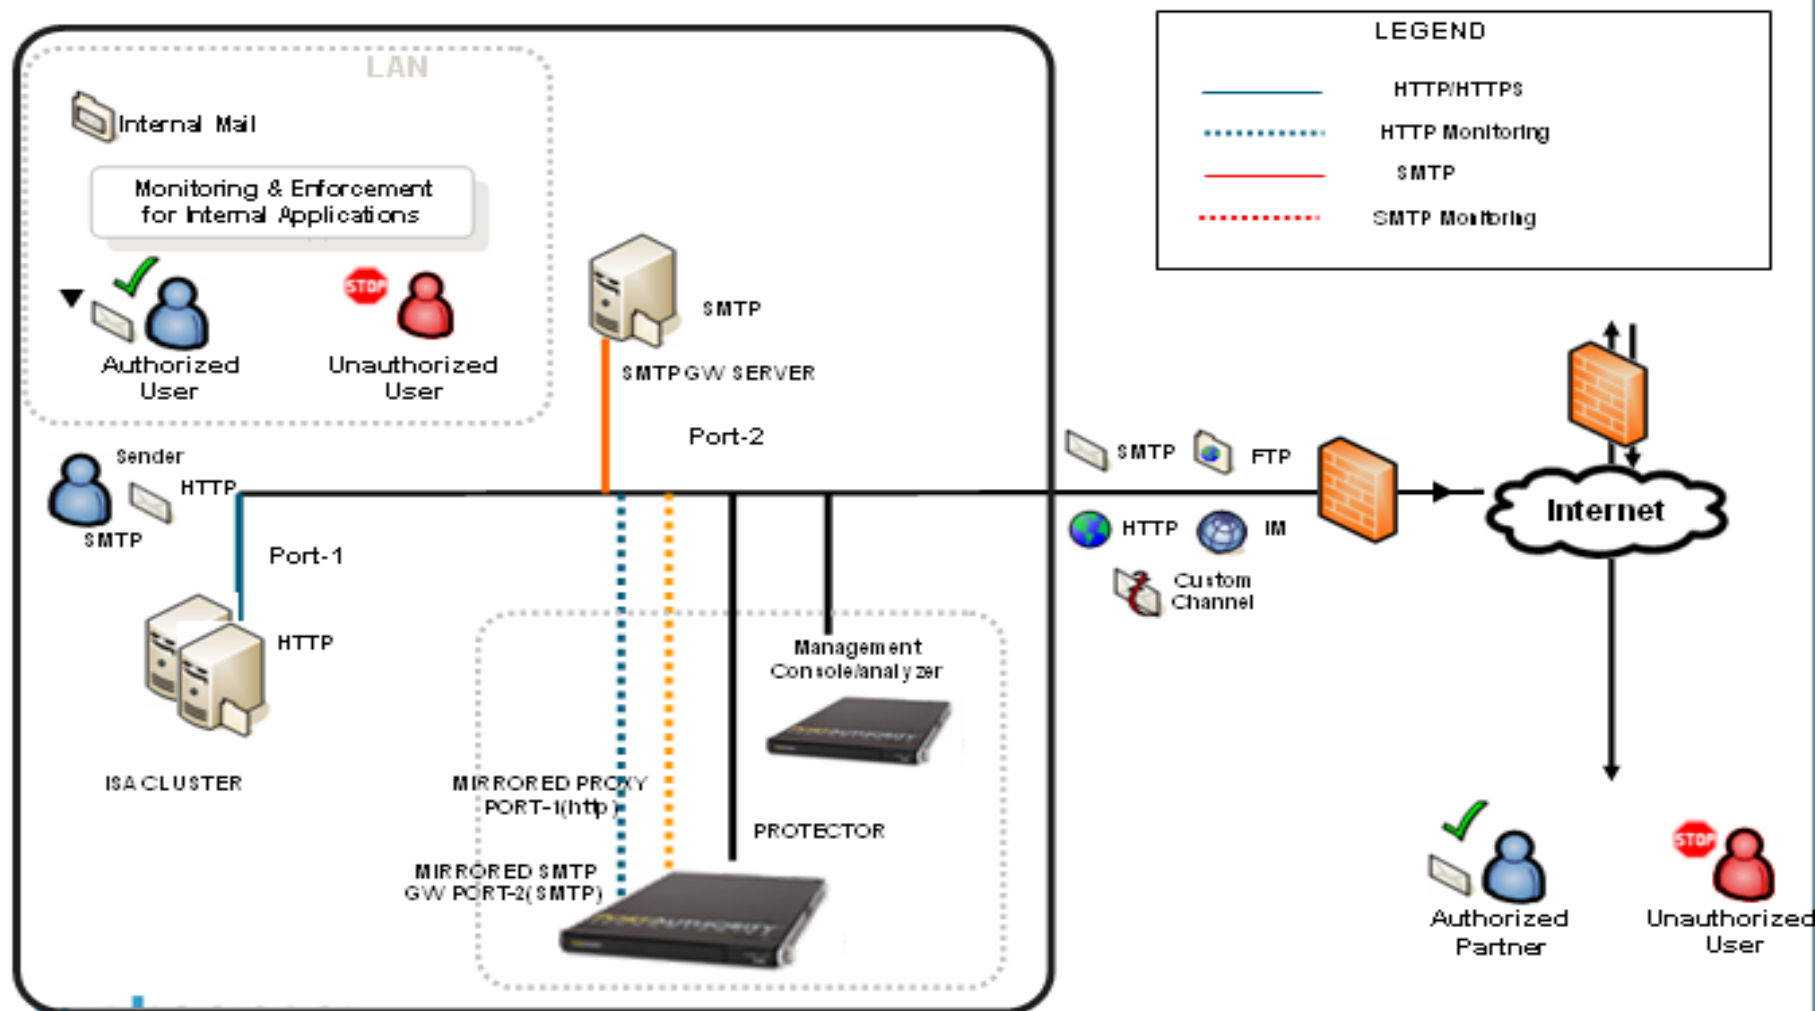 LAN
Internal Mail
Monitoring & Enforcement
for Internal Applications
STOP
Authorized
User
Unauthorized
User
Sender
HTTP
SMTP
Port-1
HTTP
ISA CLUSTER
SMTP
SMTP GW SERVER
Port-2
Management
Console/analyzer
MIRRORED PROXY
PORT-1(http)
PROTECTOR
MIRRORED SMTP
GW PORT-2(SMTP)
PORTAUTHORITY
LEGEND
HTTP/HTTPS
HTTP Monitoring
SMTP
SMTP Monitoring
SMTP
FTP
HTTP
IM
Custom
Channel
Internet
STOP
Authorized
Partner
Unauthorized
User